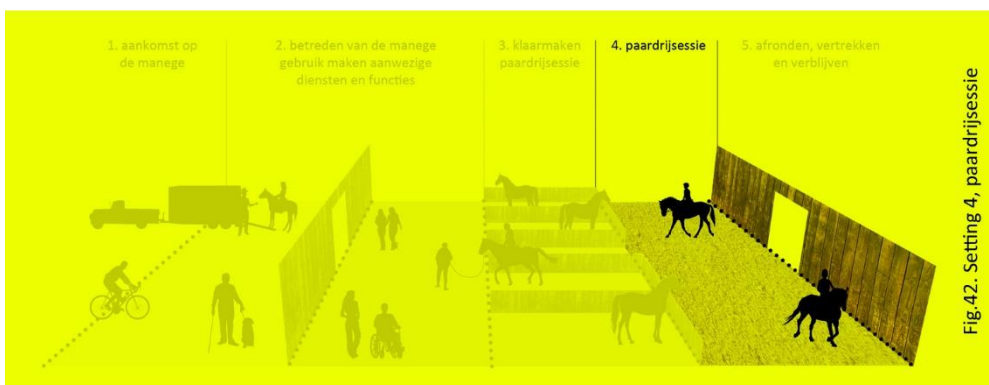 1. aankomst op
de manege
2. betreden van de manege
gebruik maken aanwezige
diensten en functies
3. klaarmaken
paardrijsessie
4. paardrijsessie
5. afronden, vertrekken
en verblijven
Fig.42. Setting 4, paardrijsessie